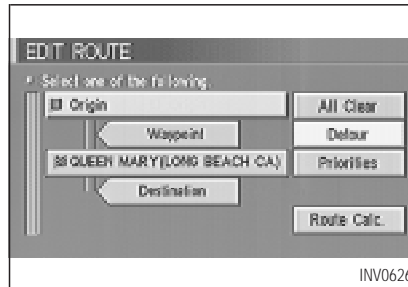 EDIT ROUTE
Select one of the following.
Origin
All Clear
Waypoint
Detour
QUEEN MARY(LONG BEACH CA)
Priorities
Destination
Route Calc.
INV0626